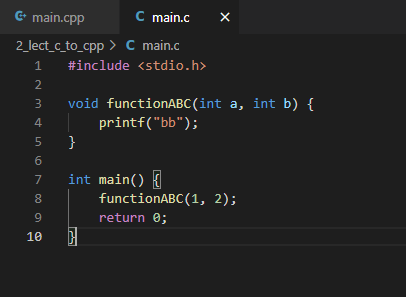 main.cpp C main.c ×
2_lect_c_to_cpp > C main.c
1 #include <stdio.h>
2
3 void functionABC(int a, int b) {
4     printf("bb");
5 }
6
7 int main() {
8     functionABC(1, 2);
9     return 0;
10 }